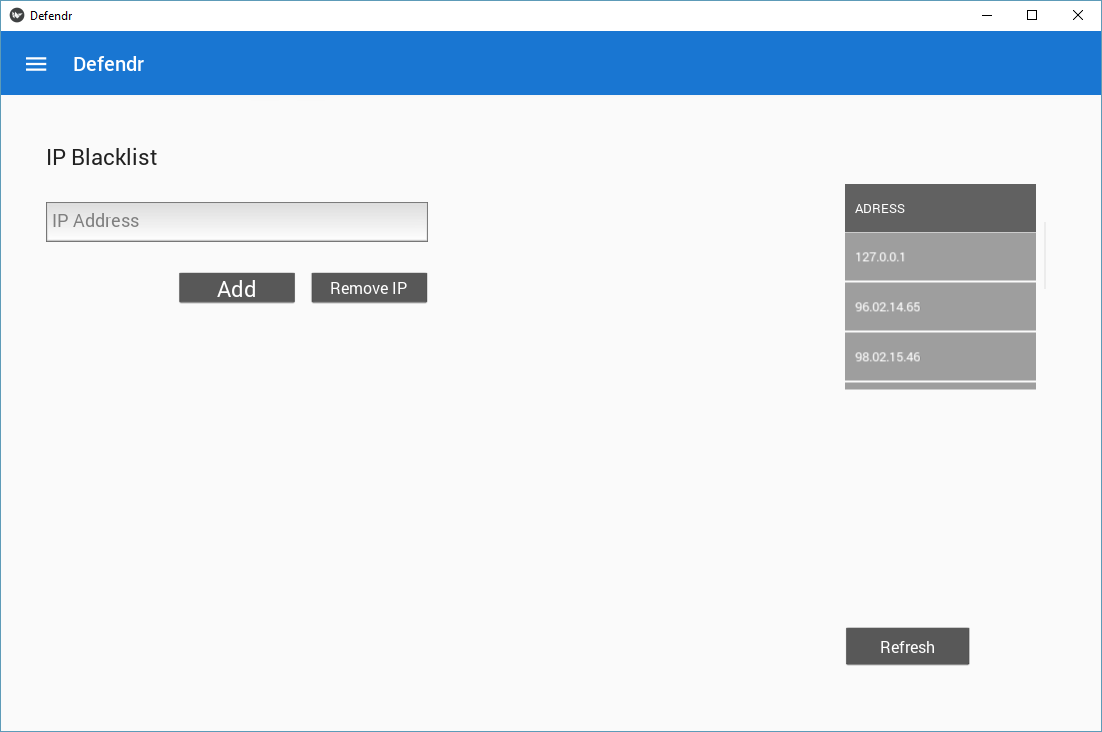 Defendr
Defendr
IP Blacklist
IP Address
Add
Remove IP
ADRESS
127.0.0.1
96.02.14.65
98.02.15.46
Refresh